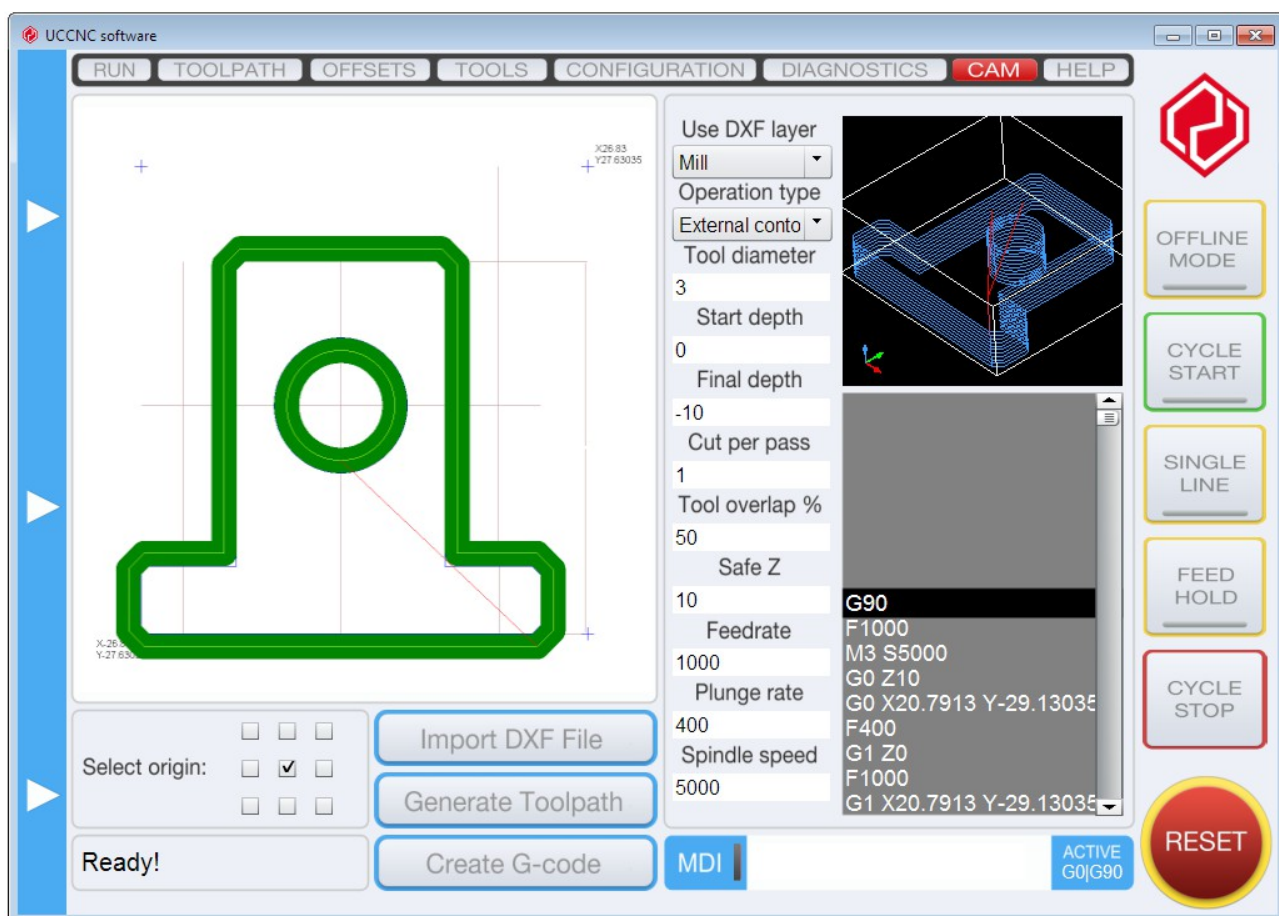 UCCNC software
RUN TOOLPATH OFFSETS TOOLS CONFIGURATION DIAGNOSTICS CAM HELP
X26.83
Y27.63035
Use DXF layer
Mill
Operation type
External conto
Tool diameter
3
Start depth
0
Final depth
-10
Cut per pass
1
Tool overlap %
50
Safe Z
10
Feedrate
1000
Plunge rate
400
Spindle speed
5000
X-26.8
Y-27.630
G90
F1000
M3 S5000
G0 Z10
G0 X20.7913 Y-29.13035
F400
G1 Z0
F1000
G1 X20.7913 Y-29.13035
OFFLINE
MODE
CYCLE
START
SINGLE
LINE
FEED
HOLD
CYCLE
STOP
RESET
Select origin:
Import DXF File
Generate Toolpath
Create G-code
Ready!
MDI
ACTIVE
G0|G90